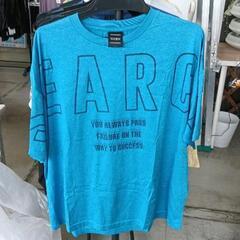 EARC
YOU ALWAYS PASS
FAILURE ON THE
WAY TO SUCCESS.